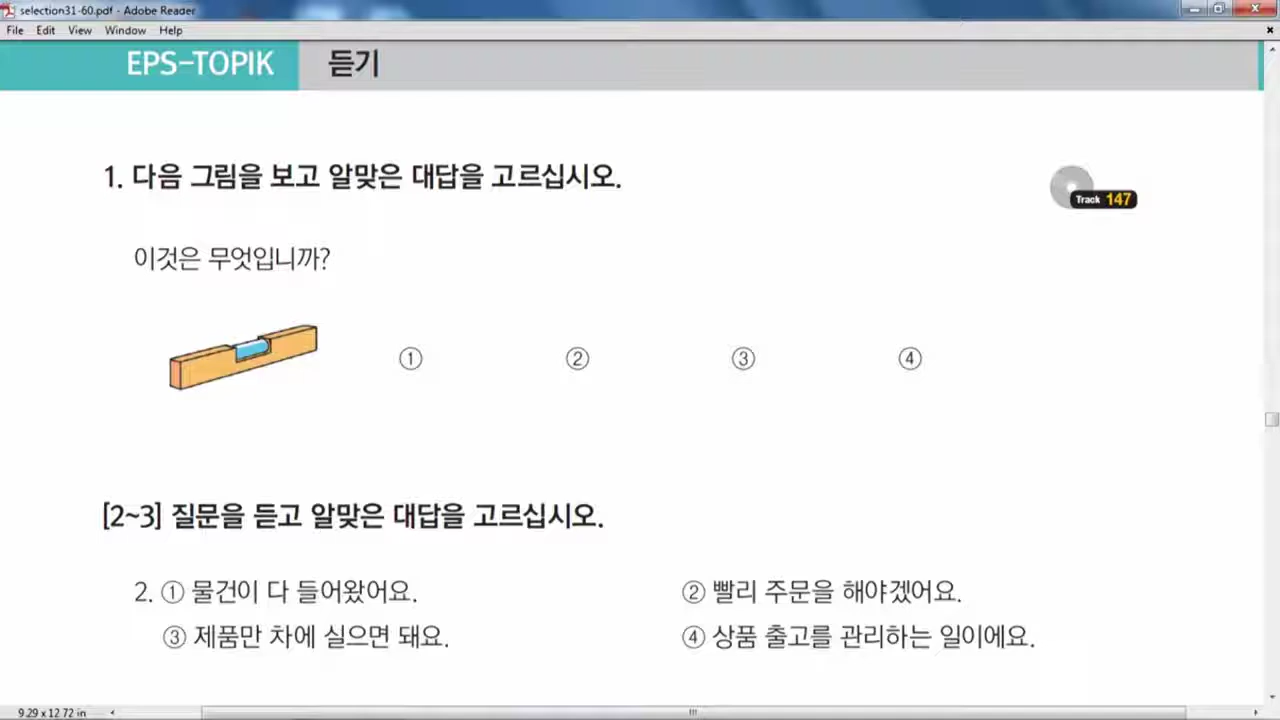 selection31-60.pdf - Adobe Reader
File Edit View Window Help
EPS-TOPIK 듣기
1. 다음 그림을 보고 알맞은 대답을 고르십시오.
Track 147
이것은 무엇입니까?
① ② ③ ④
[2~3] 질문을 듣고 알맞은 대답을 고르십시오.
2. ① 물건이 다 들어왔어요. ② 빨리 주문을 해야겠어요.
③ 제품만 차에 실으면 돼요. ④ 상품 출고를 관리하는 일이에요.
9.29 x 12.72 in